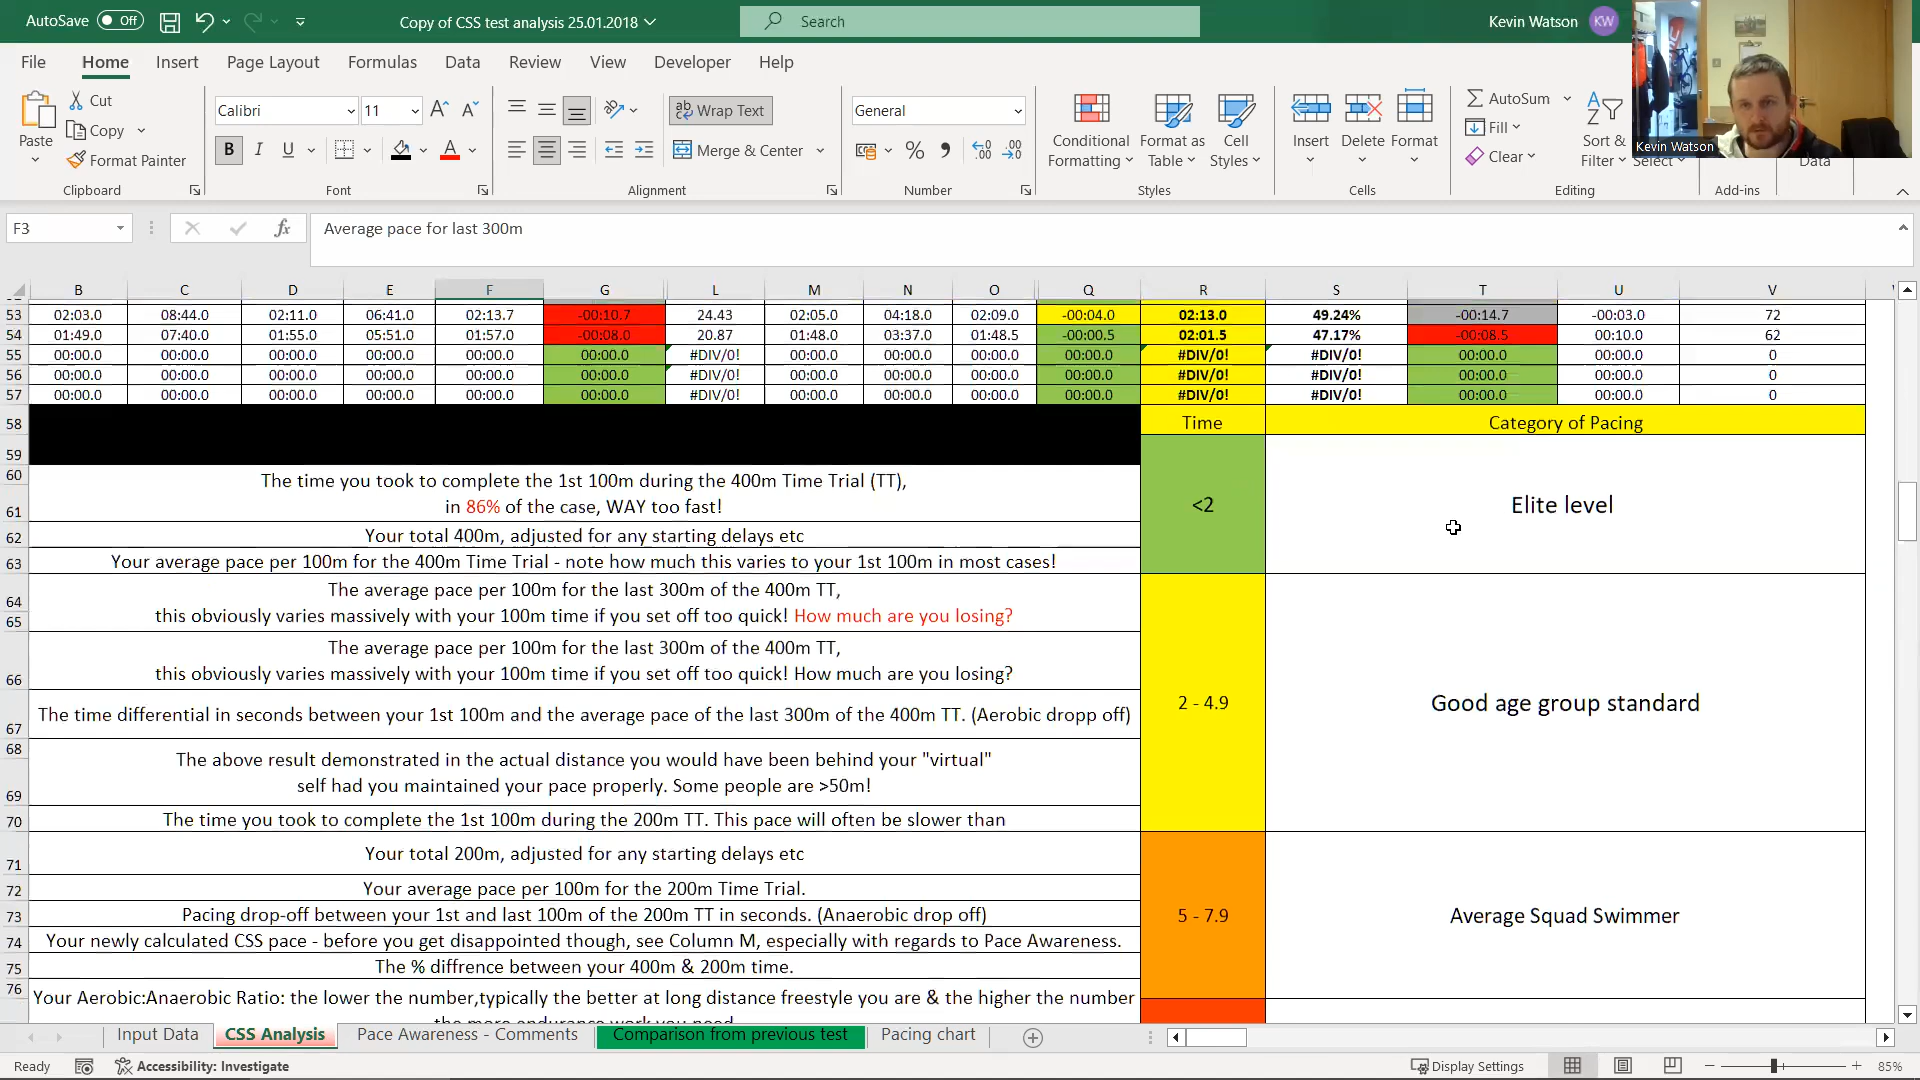 AutoSave Off
Copy of CSS test analysis 25.01.2018
Search
Kevin Watson KW
File Home Insert Page Layout Formulas Data Review View Developer Help
Paste
Cut
Copy
Format Painter
Clipboard
Calibri 11
B I U
Font
ab Wrap Text
Merge & Center
Alignment
General
Number
Conditional Formatting
Format as Table
Cell Styles
Styles
Insert Delete Format
Cells
AutoSum
Fill
Clear
Sort & Filter
Select
Editing
Add-ins
Data
Kevin Watson
F3
fx
Average pace for last 300m
B C D E F G L M N O Q R S T U V
53 02:03.0 08:44.0 02:11.0 06:41.0 02:13.7 -00:10.7 24.43 02:05.0 04:18.0 02:09.0 -00:04.0 02:13.0 49.24% -00:14.7 -00:03.0 72
54 01:49.0 07:40.0 01:55.0 05:51.0 01:57.0 -00:08.0 20.87 01:48.0 03:37.0 01:48.5 -00:00.5 02:01.5 47.17% -00:08.5 00:10.0 62
55 00:00.0 00:00.0 00:00.0 00:00.0 00:00.0 00:00.0 #DIV/0! 00:00.0 00:00.0 00:00.0 00:00.0 #DIV/0! #DIV/0! 00:00.0 00:00.0 0
56 00:00.0 00:00.0 00:00.0 00:00.0 00:00.0 00:00.0 #DIV/0! 00:00.0 00:00.0 00:00.0 00:00.0 #DIV/0! #DIV/0! 00:00.0 00:00.0 0
57 00:00.0 00:00.0 00:00.0 00:00.0 00:00.0 00:00.0 #DIV/0! 00:00.0 00:00.0 00:00.0 00:00.0 #DIV/0! #DIV/0! 00:00.0 00:00.0 0
58 Time Category of Pacing
59
60 The time you took to complete the 1st 100m during the 400m Time Trial (TT),
61 in 86% of the case, WAY too fast!
<2 Elite level
62 Your total 400m, adjusted for any starting delays etc
63 Your average pace per 100m for the 400m Time Trial - note how much this varies to your 1st 100m in most cases!
64 The average pace per 100m for the last 300m of the 400m TT,
65 this obviously varies massively with your 100m time if you set off too quick! How much are you losing?
The average pace per 100m for the last 300m of the 400m TT,
66 this obviously varies massively with your 100m time if you set off too quick! How much are you losing?
2 - 4.9 Good age group standard
67 The time differential in seconds between your 1st 100m and the average pace of the last 300m of the 400m TT. (Aerobic dropp off)
68 The above result demonstrated in the actual distance you would have been behind your "virtual"
69 self had you maintained your pace properly. Some people are >50m!
70 The time you took to complete the 1st 100m during the 200m TT. This pace will often be slower than
71 Your total 200m, adjusted for any starting delays etc
72 Your average pace per 100m for the 200m Time Trial.
73 Pacing drop-off between your 1st and last 100m of the 200m TT in seconds. (Anaerobic drop off)
5 - 7.9 Average Squad Swimmer
74 Your newly calculated CSS pace - before you get disappointed though, see Column M, especially with regards to Pace Awareness.
75 The % diffrence between your 400m & 200m time.
76 Your Aerobic:Anaerobic Ratio: the lower the number,typically the better at long distance freestyle you are & the higher the number
the more endurance work you need
Input Data CSS Analysis Pace Awareness - Comments Comparison from previous test Pacing chart
Ready Accessibility: Investigate Display Settings 85%